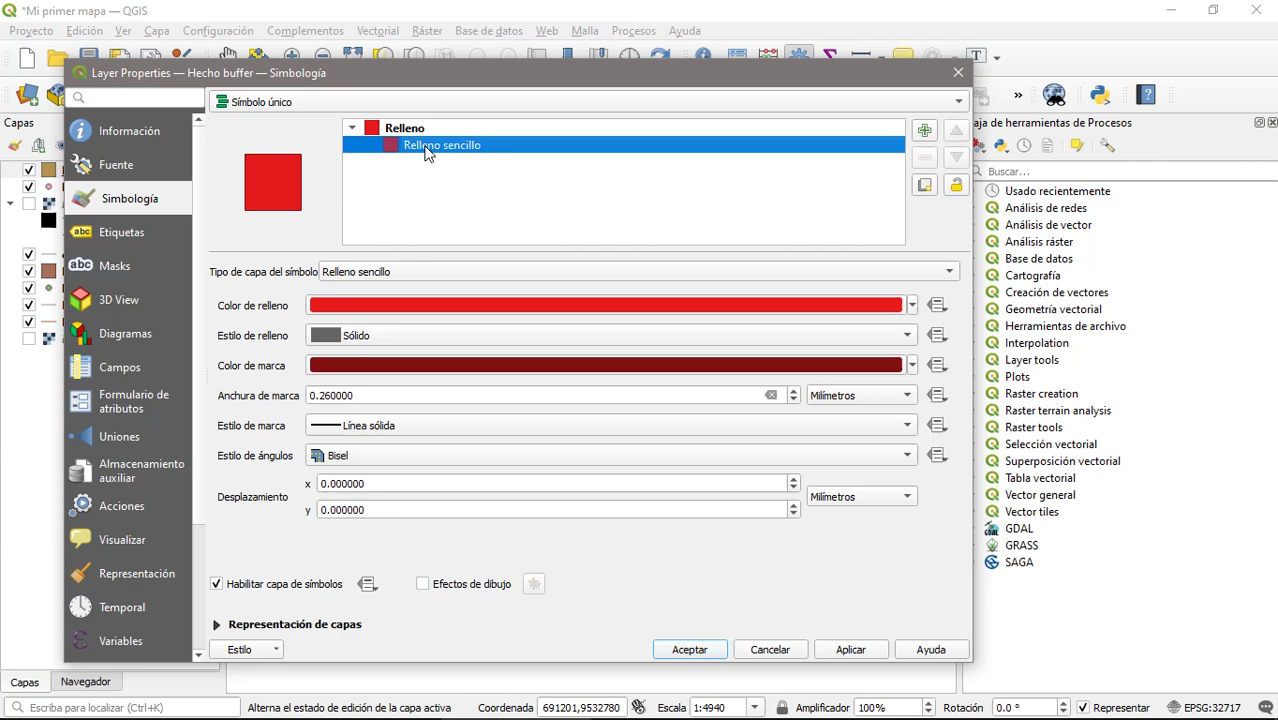 *Mi primer mapa — QGIS
Proyecto Edición Ver Capa Configuración Complementos Vectorial Ráster Base de datos Web Malla Procesos Ayuda
Layer Properties — Hecho buffer — Simbología
Símbolo único
Capas
aja de herramientas de Procesos
Información
Fuente
Simbología
abc Etiquetas
abc Masks
3D View
Diagramas
Campos
Formulario de
atributos
Uniones
Almacenamiento
auxiliar
Acciones
Visualizar
Representación
Temporal
Variables
Relleno
Relleno sencillo
Tipo de capa del símbolo Relleno sencillo
Color de relleno
Estilo de relleno Sólido
Color de marca
Anchura de marca 0.260000 Milímetros
Estilo de marca Línea sólida
Estilo de ángulos Bisel
Desplazamiento
x 0.000000
y 0.000000
Milímetros
Habilitar capa de símbolos Efectos de dibujo
Representación de capas
Estilo Aceptar Cancelar Aplicar Ayuda
Buscar...
Usado recientemente
Análisis de redes
Análisis de vector
Análisis ráster
Base de datos
Cartografía
Creación de vectores
Geometría vectorial
Herramientas de archivo
Interpolation
Layer tools
Plots
Raster creation
Raster terrain analysis
Raster tools
Selección vectorial
Superposición vectorial
Tabla vectorial
Vector general
Vector tiles
GDAL
GRASS
SAGA
Capas Navegador
Escriba para localizar (Ctrl+K) Alterna el estado de edición de la capa activa Coordenada 691201,9532780 Escala 1:4940 Amplificador 100% Rotación 0.0 ° Representar EPSG:32717